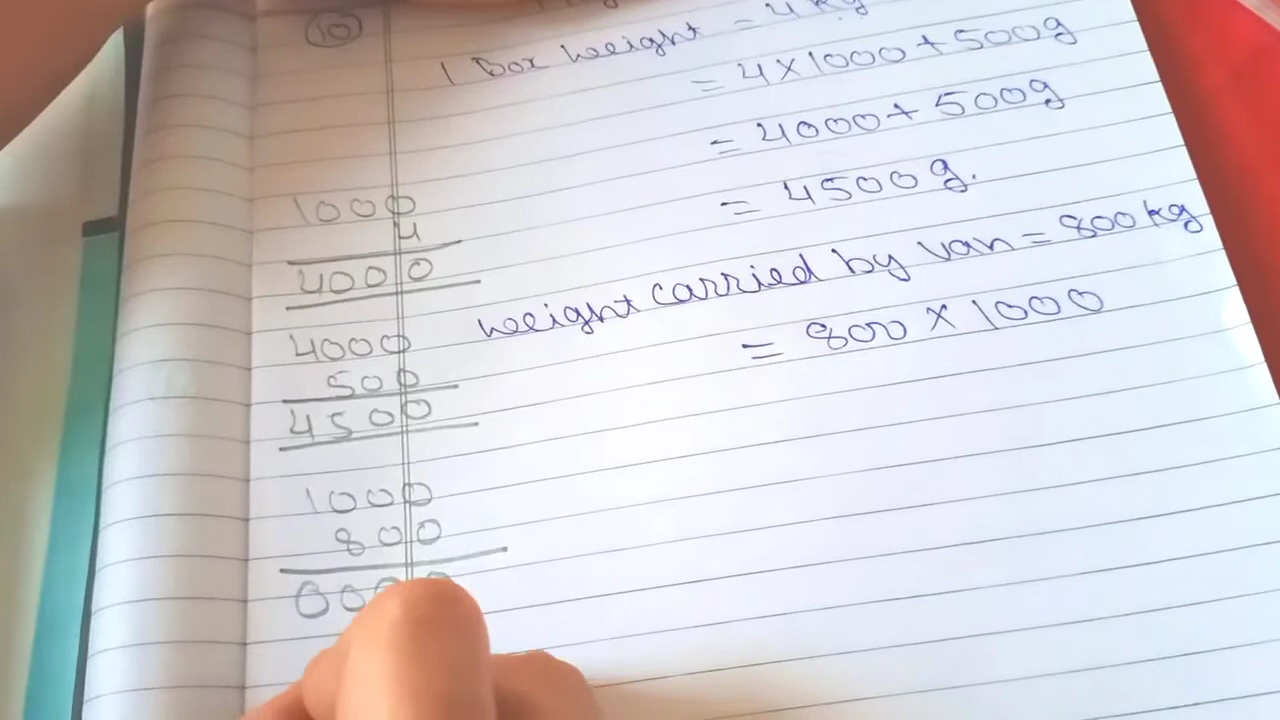 10
1 Box weight = 4 kg
= 4×1000 + 500g
= 4000 + 500g
= 4500 g.
weight carried by van = 800 kg
= 800 × 1000
1000
4
4000
4000
500
4500
1000
800
000